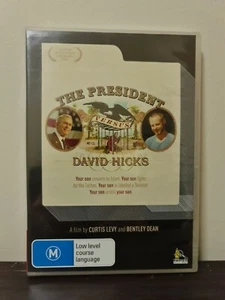 THE PRESIDENT
VERSUS
DAVID HICKS
Your son converts to Islam. Your son fights
for the Taliban. Your son is labelled a Terrorist.
Your son is still your son.
A film by CURTIS LEVY and BENTLEY DEAN
M
Low level
course
language